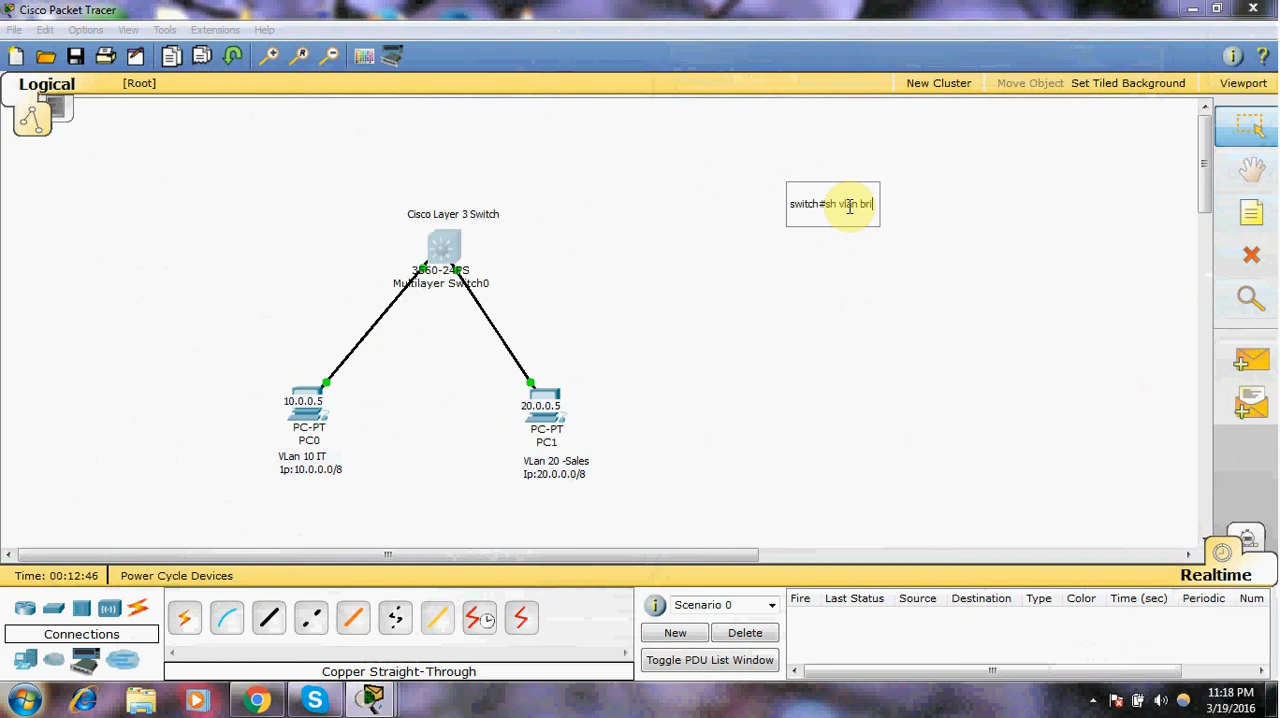 Cisco Packet Tracer
File Edit Options View Tools Extensions Help
Logical [Root] New Cluster Move Object Set Tiled Background Viewport
switch#sh vlan bri
Cisco Layer 3 Switch
3560-24PS
Multilayer Switch0
10.0.0.5
PC-PT
PC0
VLan 10 IT
1p:10.0.0.0/8
20.0.0.5
PC-PT
PC1
VLan 20 -Sales
Ip:20.0.0.0/8
Time: 00:12:46 Power Cycle Devices Realtime
Connections
Copper Straight-Through
Scenario 0
New Delete
Toggle PDU List Window
Fire Last Status Source Destination Type Color Time (sec) Periodic Num
11:18 PM
3/19/2016